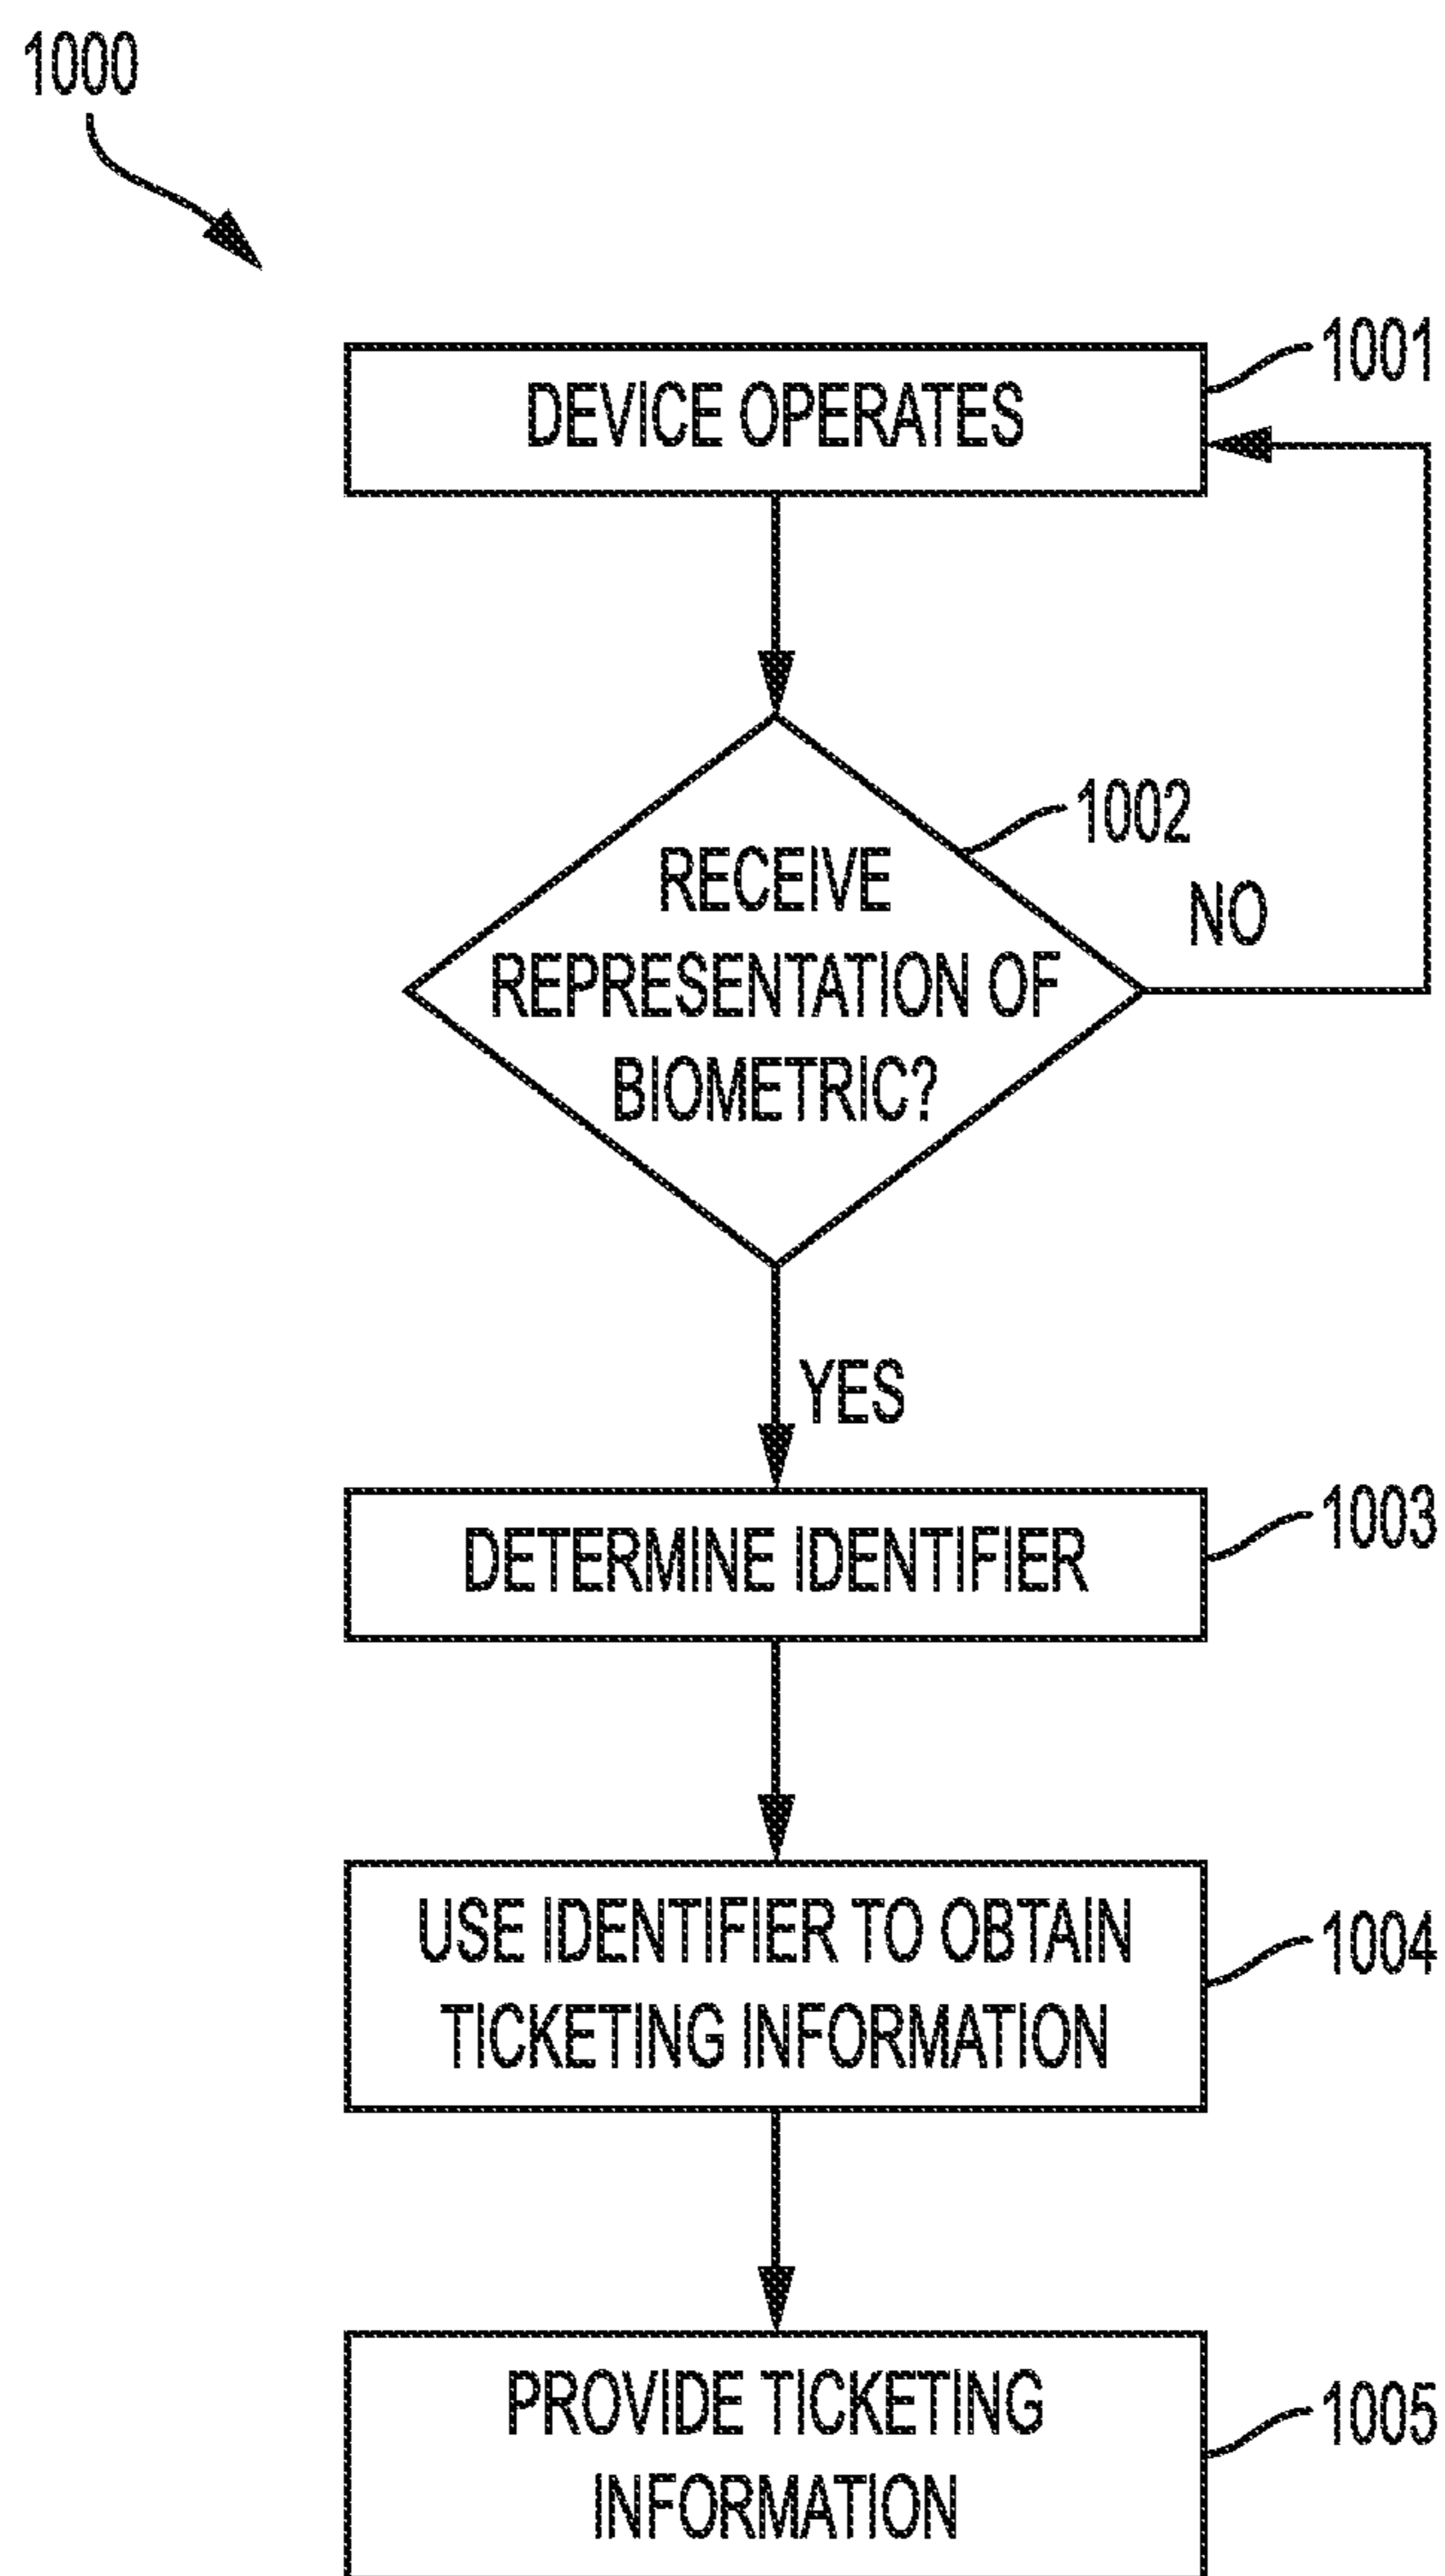 1000
1001
DEVICE OPERATES
1002
RECEIVE
NO
REPRESENTATION OF
BIOMETRIC?
YES
1003
DETERMINE IDENTIFIER
USE IDENTIFIER TO OBTAIN
1004
TICKETING INFORMATION
PROVIDE TICKETING
1005
INFORMATION